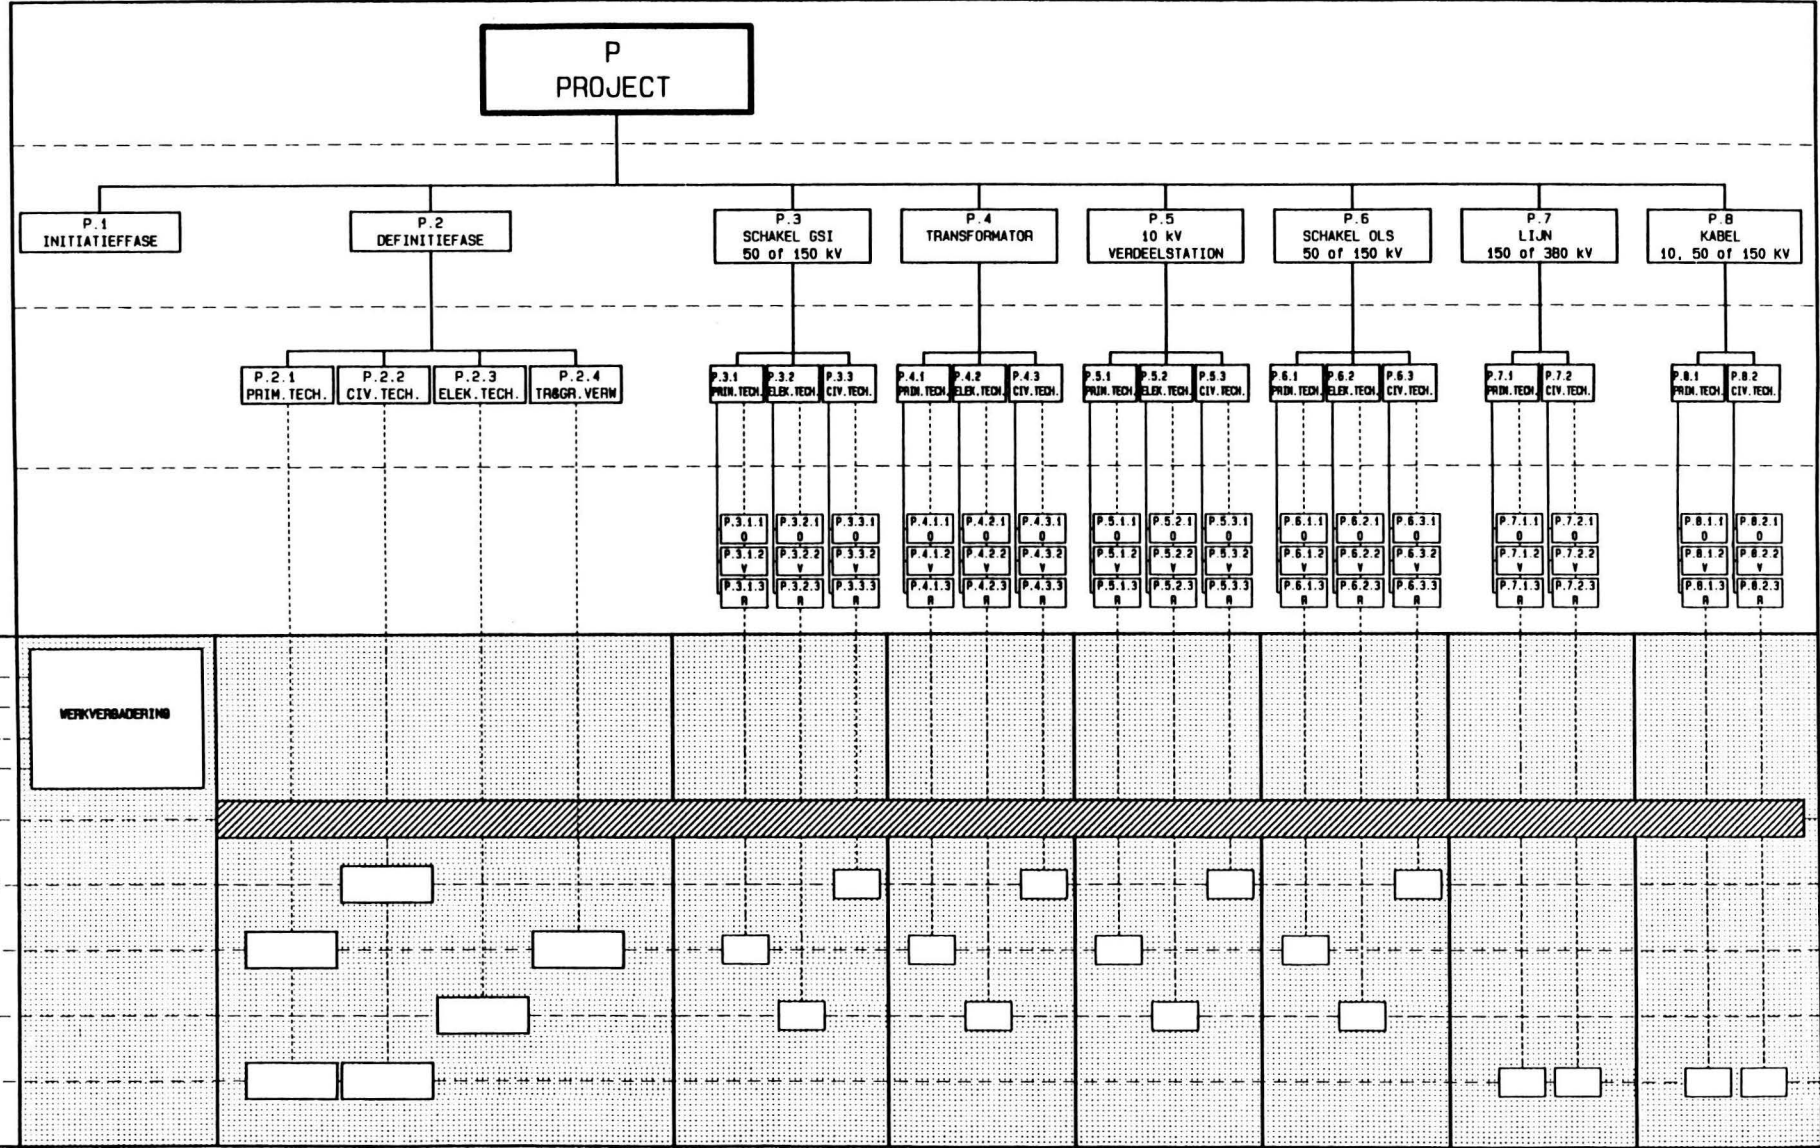 P
PROJECT
P.1
INITIATIEFFASE
P.2
DEFINITIEFASE
P.3
SCHAKEL GSI
50 of 150 kV
P.4
TRANSFORMATOR
P.5
10 kV
VERDEELSTATION
P.6
SCHAKEL OLS
50 of 150 kV
P.7
LIJN
150 of 380 kV
P.8
KABEL
10, 50 of 150 KV
P.2.1
PRIM.TECH.
P.2.2
CIV.TECH.
P.2.3
ELEK.TECH.
P.2.4
TR&GR.VERW
P.3.1
PRIM.TECH.
P.3.2
ELEK.TECH.
P.3.3
CIV.TECH.
P.4.1
PRIM.TECH.
P.4.2
ELEK.TECH.
P.4.3
CIV.TECH.
P.5.1
PRIM.TECH.
P.5.2
ELEK.TECH.
P.5.3
CIV.TECH.
P.6.1
PRIM.TECH.
P.6.2
ELEK.TECH.
P.6.3
CIV.TECH.
P.7.1
PRIM.TECH.
P.7.2
CIV.TECH.
P.8.1
PRIM.TECH.
P.8.2
CIV.TECH.
P.3.1.1
O
P.3.1.2
V
P.3.1.3
R
P.3.2.1
O
P.3.2.2
V
P.3.2.3
R
P.3.3.1
O
P.3.3.2
V
P.3.3.3
R
P.4.1.1
O
P.4.1.2
V
P.4.1.3
R
P.4.2.1
O
P.4.2.2
V
P.4.2.3
R
P.4.3.1
O
P.4.3.2
V
P.4.3.3
R
P.5.1.1
O
P.5.1.2
V
P.5.1.3
R
P.5.2.1
O
P.5.2.2
V
P.5.2.3
R
P.5.3.1
O
P.5.3.2
V
P.5.3.3
R
P.6.1.1
O
P.6.1.2
V
P.6.1.3
R
P.6.2.1
O
P.6.2.2
V
P.6.2.3
R
P.6.3.1
O
P.6.3.2
V
P.6.3.3
R
P.7.1.1
O
P.7.1.2
V
P.7.1.3
R
P.7.2.1
O
P.7.2.2
V
P.7.2.3
R
P.8.1.1
O
P.8.1.2
V
P.8.1.3
R
P.8.2.1
O
P.8.2.2
V
P.8.2.3
R
WERKVERGADERING